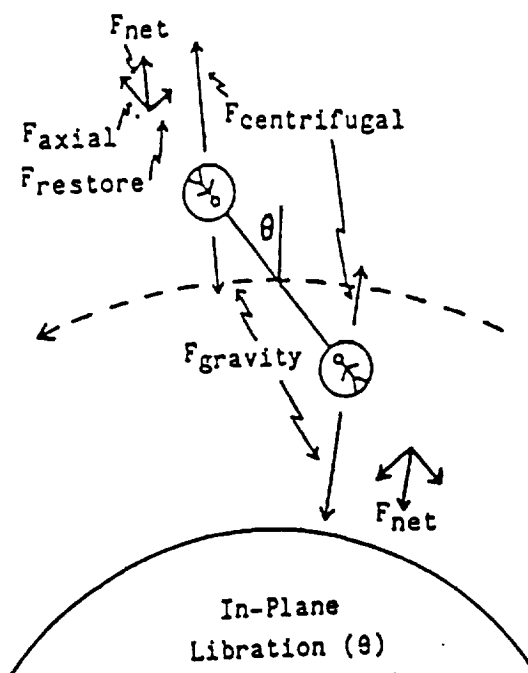 Fnet
Fcentrifugal
Faxial
Frestore
θ
Fgravity
Fnet
In-Plane
Libration (θ)